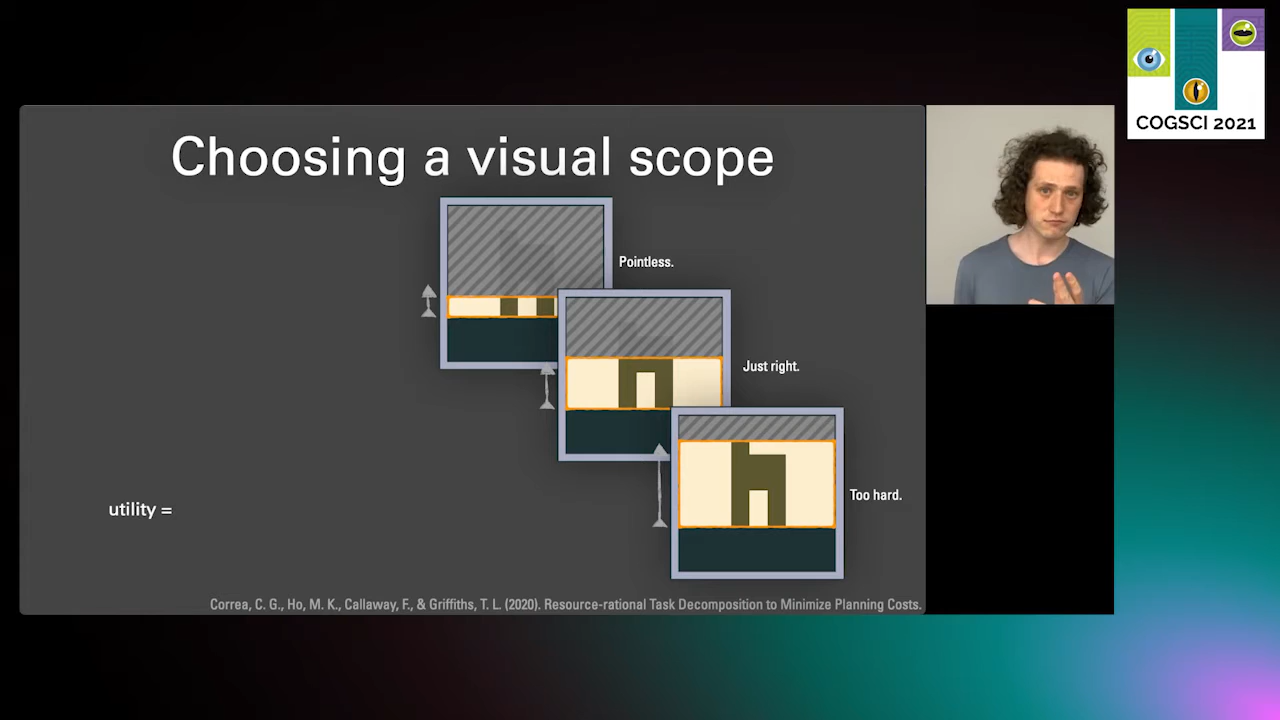 COGSCI 2021
Choosing a visual scope
Pointless.
Just right.
Too hard.
utility =
Correa, C. G., Ho, M. K., Callaway, F., & Griffiths, T. L. (2020). Resource-rational Task Decomposition to Minimize Planning Costs.